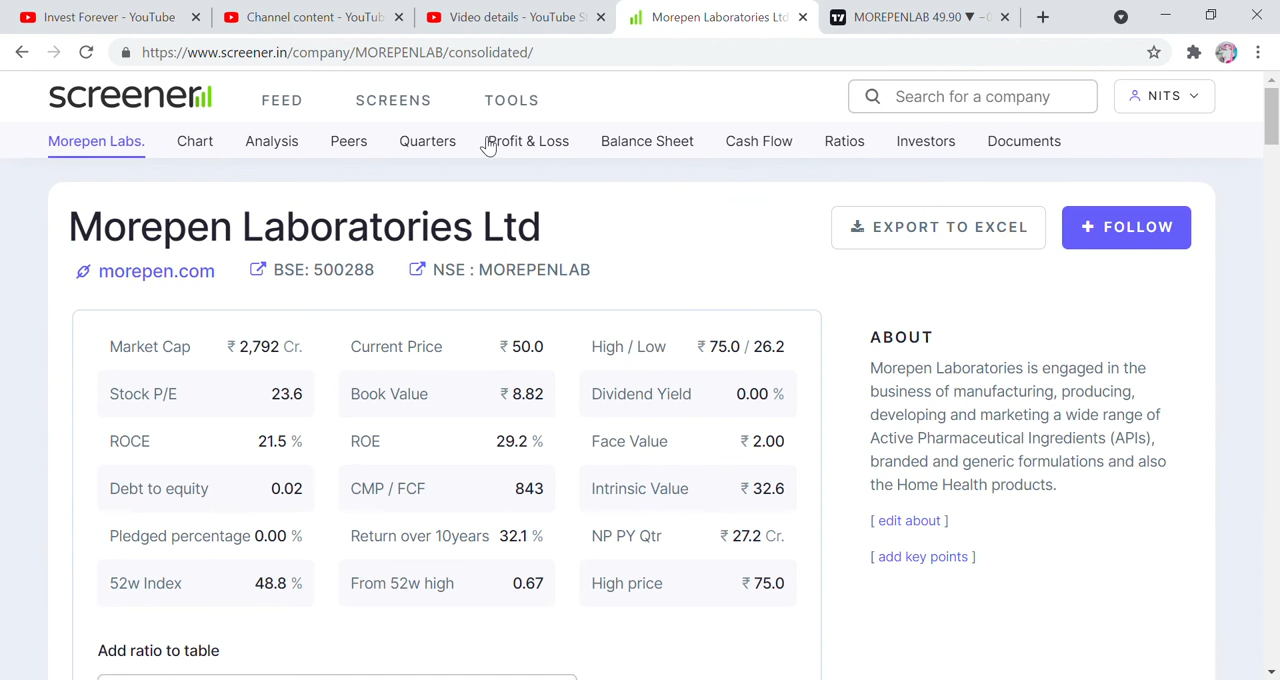 Invest Forever - YouTube
Channel content - YouTub
Video details - YouTube S
Morepen Laboratories Ltd
MOREPENLAB 49.90 ▼ −
https://www.screener.in/company/MOREPENLAB/consolidated/
screener
FEED SCREENS TOOLS
Search for a company
NITS
Morepen Labs. Chart Analysis Peers Quarters Profit & Loss Balance Sheet Cash Flow Ratios Investors Documents
Morepen Laboratories Ltd
EXPORT TO EXCEL
+ FOLLOW
morepen.com BSE: 500288 NSE : MOREPENLAB
Market Cap ₹ 2,792 Cr. Current Price ₹ 50.0 High / Low ₹ 75.0 / 26.2
Stock P/E 23.6 Book Value ₹ 8.82 Dividend Yield 0.00 %
ROCE 21.5 % ROE 29.2 % Face Value ₹ 2.00
Debt to equity 0.02 CMP / FCF 843 Intrinsic Value ₹ 32.6
Pledged percentage 0.00 % Return over 10years 32.1 % NP PY Qtr ₹ 27.2 Cr.
52w Index 48.8 % From 52w high 0.67 High price ₹ 75.0
Add ratio to table
ABOUT
Morepen Laboratories is engaged in the
business of manufacturing, producing,
developing and marketing a wide range of
Active Pharmaceutical Ingredients (APIs),
branded and generic formulations and also
the Home Health products.
[ edit about ]
[ add key points ]